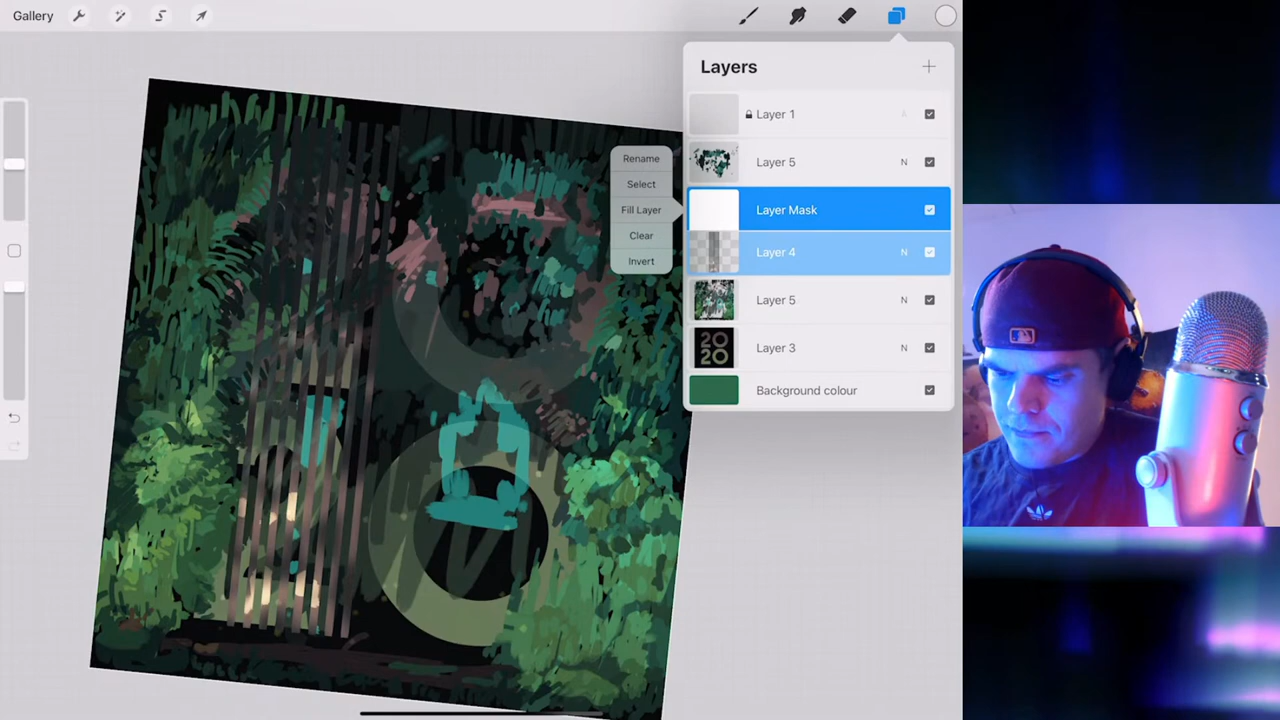 Gallery
Layers
Layer 1
A
Layer 5
N
Rename
Select
Fill Layer
Clear
Invert
Layer Mask
Layer 4
N
Layer 5
N
20
20
Layer 3
N
Background colour